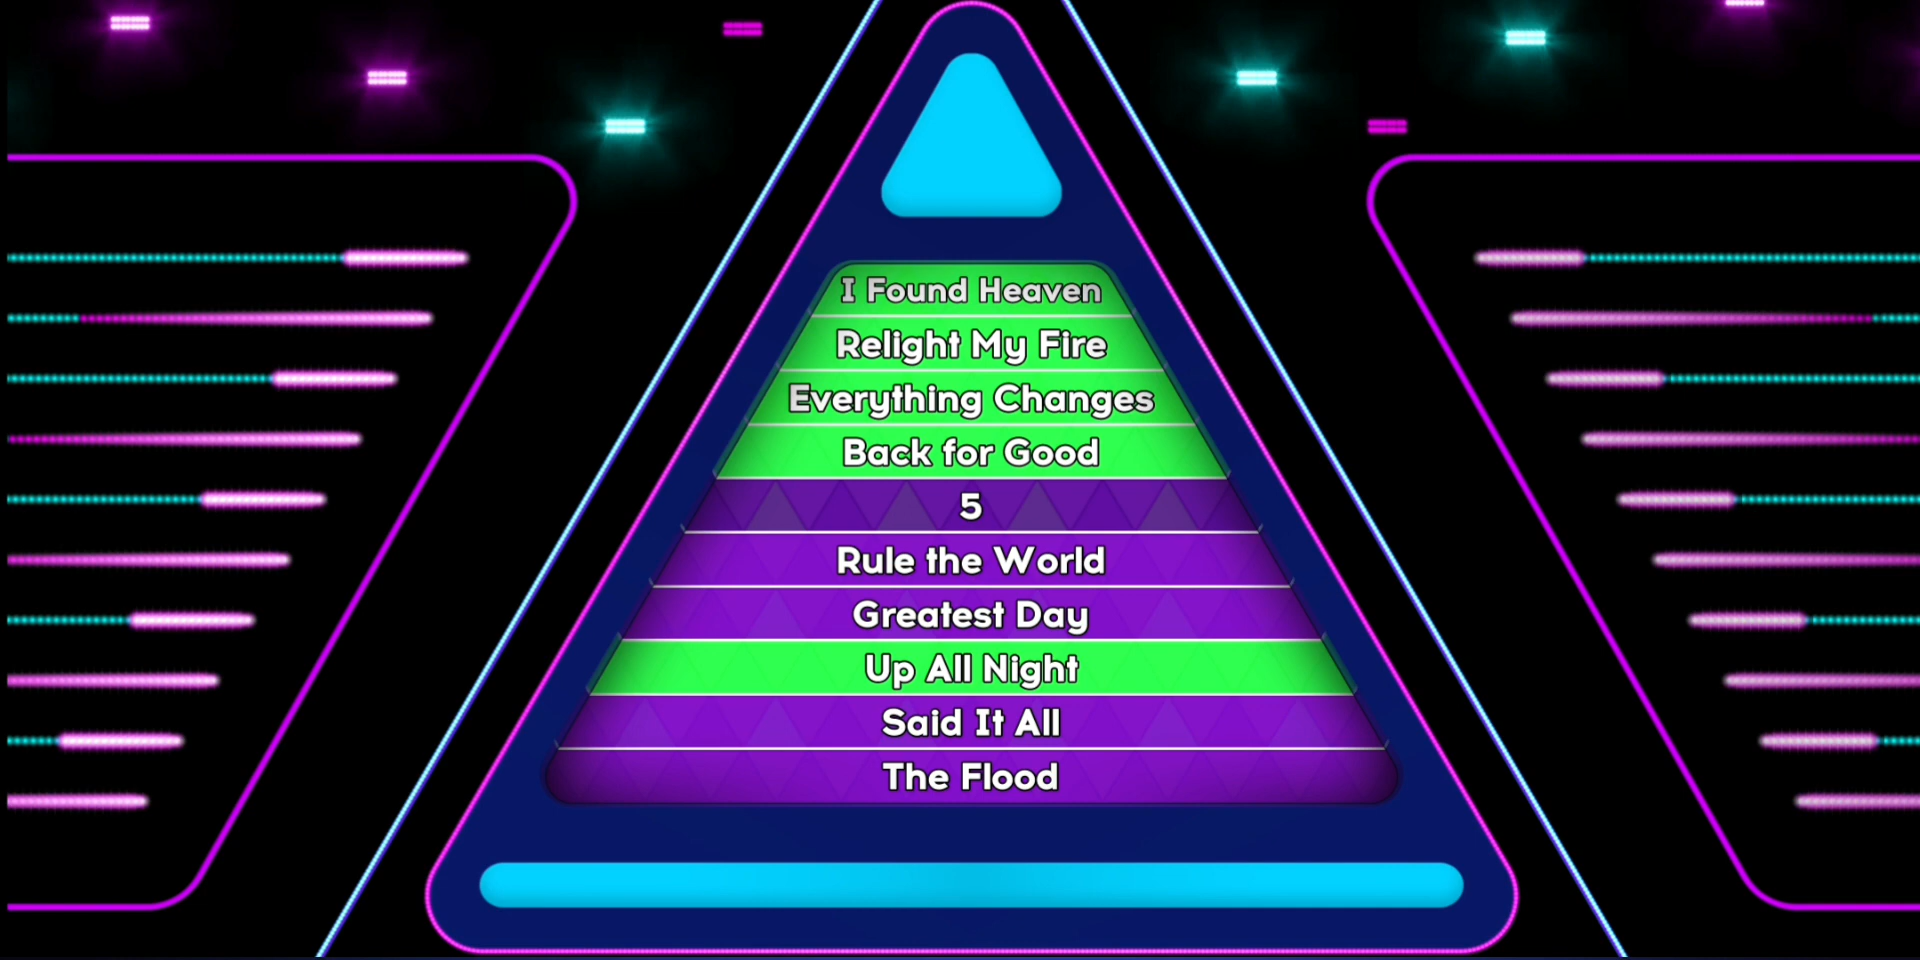 I Found Heaven
Relight My Fire
Everything Changes
Back for Good
5
Rule the World
Greatest Day
Up All Night
Said It All
The Flood